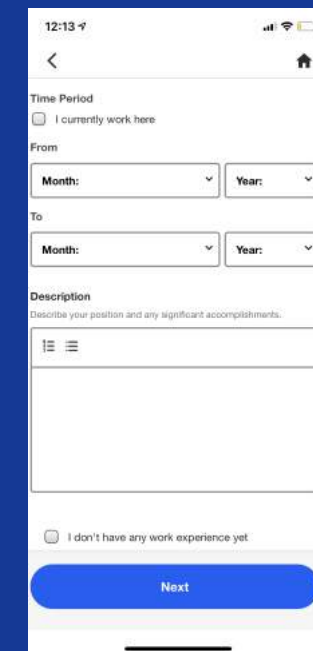 12:13
Time Period
I currently work here
From
Month: Year:
To
Month: Year:
Description
Describe your position and any significant accomplishments.
I don't have any work experience yet
Next